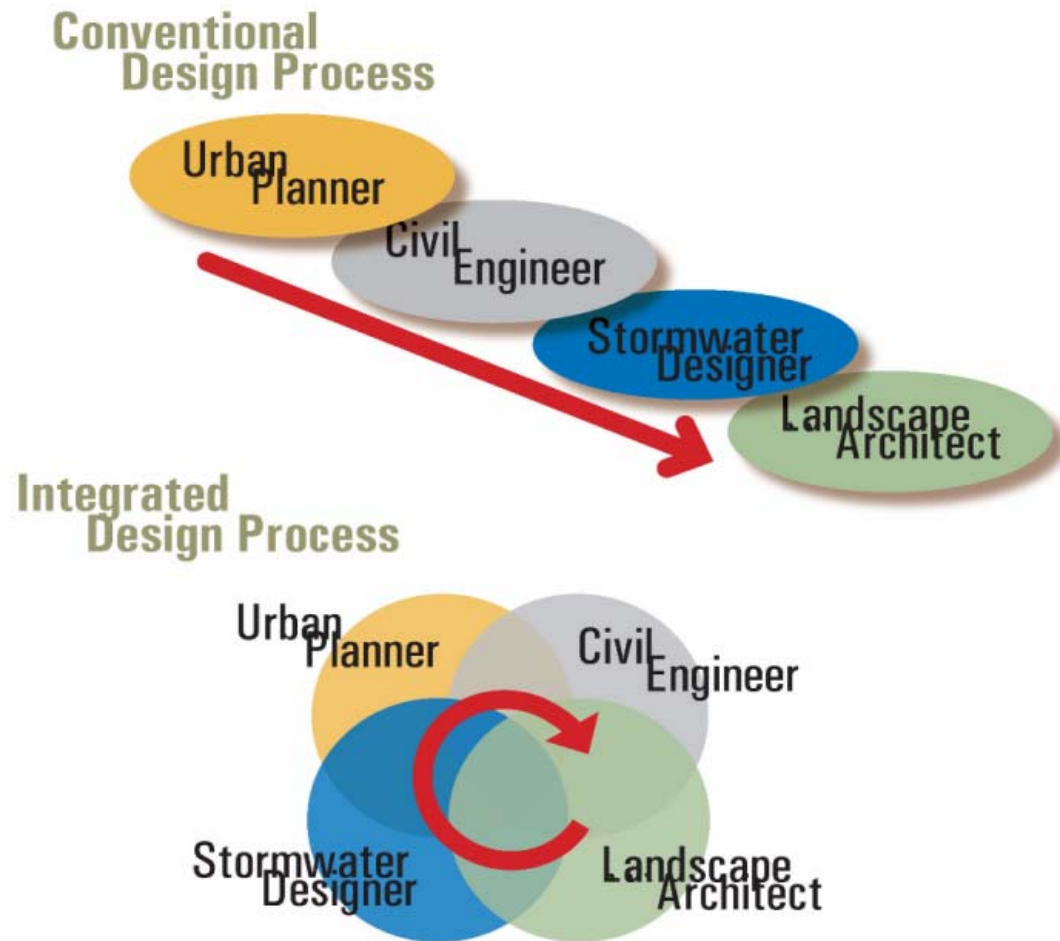 Conventional
Design Process
Urban
Planner
Civil
Engineer
Stormwater
Designer
Landscape
Architect
Integrated
Design Process
Urban
Planner
Civil
Engineer
Stormwater
Designer
Landscape
Architect